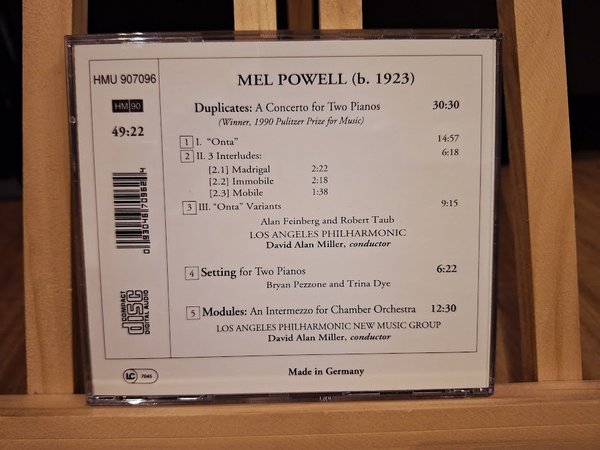 HMU 907096
HM 90
49:22
0 93046 70962 4
COMPACT
disc
DIGITAL AUDIO
LC 7045
MEL POWELL (b. 1923)
Duplicates: A Concerto for Two Pianos 30:30
(Winner, 1990 Pulitzer Prize for Music)
1 I. "Onta" 14:57
2 II. 3 Interludes: 6:18
[2.1] Madrigal 2:22
[2.2] Immobile 2:18
[2.3] Mobile 1:38
3 III. "Onta" Variants 9:15
Alan Feinberg and Robert Taub
LOS ANGELES PHILHARMONIC
David Alan Miller, conductor
4 Setting for Two Pianos 6:22
Bryan Pezzone and Trina Dye
5 Modules: An Intermezzo for Chamber Orchestra 12:30
LOS ANGELES PHILHARMONIC NEW MUSIC GROUP
David Alan Miller, conductor
Made in Germany